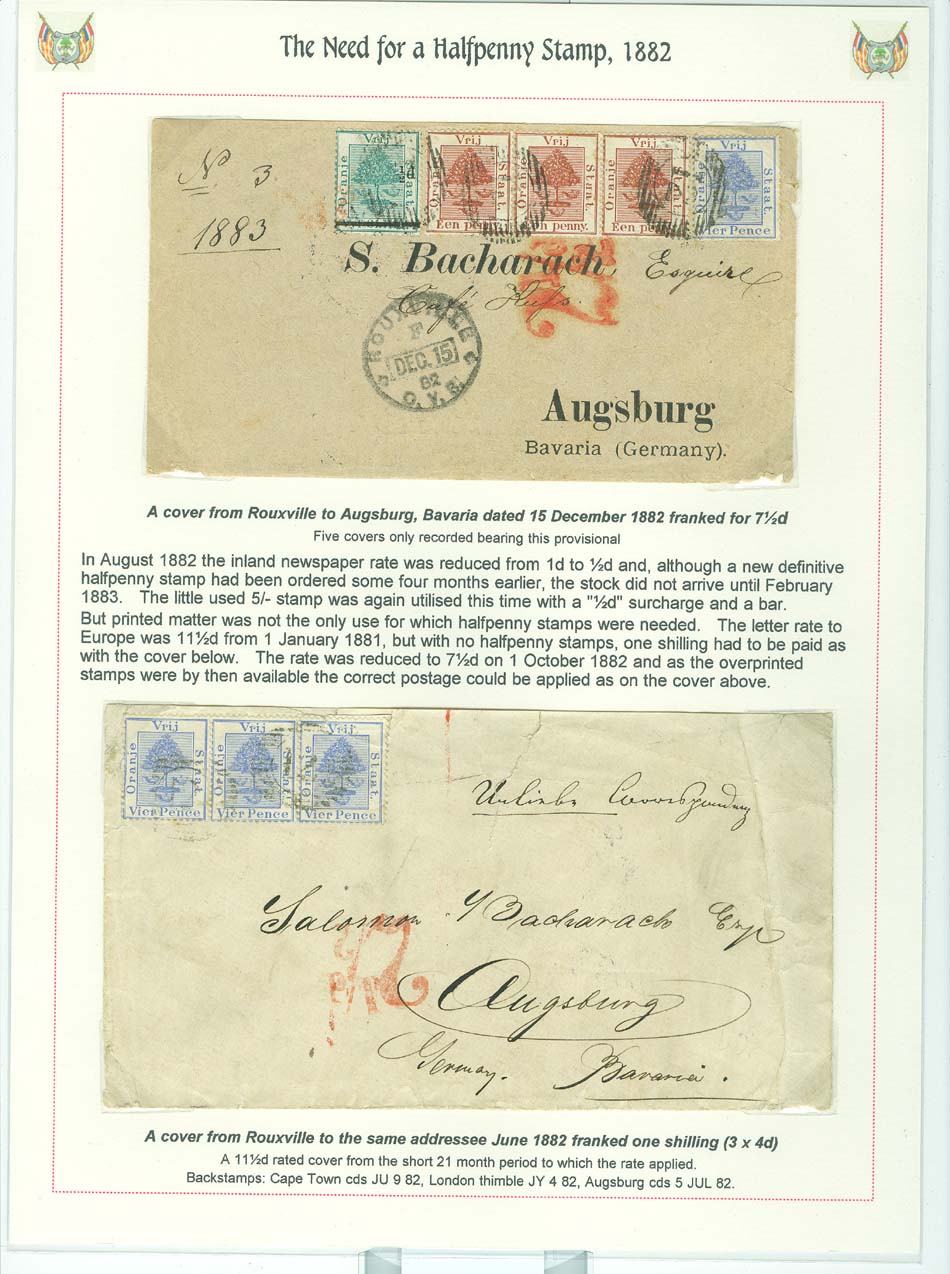 The Need for a Halfpenny Stamp, 1882
Vrij Oranje Staat. ½d
Vrij Oranje Staat. Een penny.
Vrij Oranje Staat. Een penny.
Vrij Oranje Staat. Een penny.
Vrij Oranje Staat. Vier Pence
No. 3
1883
S. Bacharach, Esquire
Café
ROUXVILLE
F
DEC. 15
82
O.V.S.
Augsburg
Bavaria (Germany).
A cover from Rouxville to Augsburg, Bavaria dated 15 December 1882 franked for 7½d
Five covers only recorded bearing this provisional
In August 1882 the inland newspaper rate was reduced from 1d to ½d and, although a new definitive
halfpenny stamp had been ordered some four months earlier, the stock did not arrive until February
1883. The little used 5/- stamp was again utilised this time with a "½d" surcharge and a bar.
But printed matter was not the only use for which halfpenny stamps were needed. The letter rate to
Europe was 11½d from 1 January 1881, but with no halfpenny stamps, one shilling had to be paid as
with the cover below. The rate was reduced to 7½d on 1 October 1882 and as the overprinted
stamps were by then available the correct postage could be applied as on the cover above.
Vrij Oranje Staat. Vier Pence
Vrij Oranje Staat. Vier Pence
Vrij Oranje Staat. Vier Pence
Salomon Bacharach Esq
Augsburg
Germany.
Bavaria.
A cover from Rouxville to the same addressee June 1882 franked one shilling (3 x 4d)
A 11½d rated cover from the short 21 month period to which the rate applied.
Backstamps: Cape Town cds JU 9 82, London thimble JY 4 82, Augsburg cds 5 JUL 82.